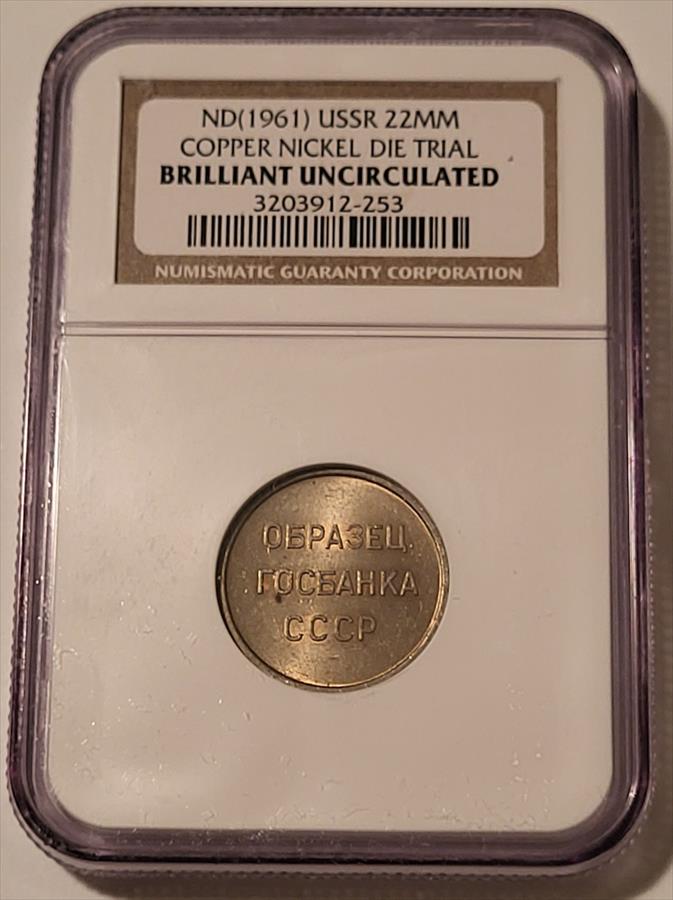 ND(1961) USSR 22MM
COPPER NICKEL DIE TRIAL
BRILLIANT UNCIRCULATED
3203912-253
NUMISMATIC GUARANTY CORPORATION
ОБРАЗЕЦ
ГОСБАНКА
СССР